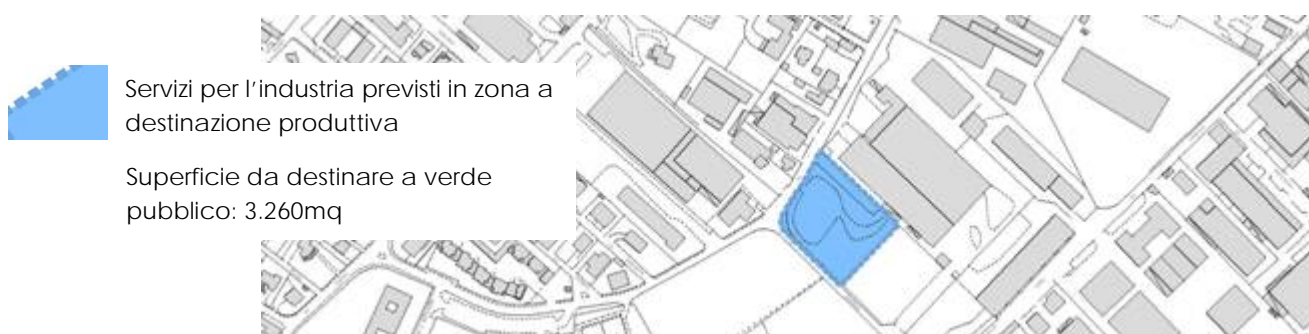 Servizi per l'industria previsti in zona a
destinazione produttiva
Superficie da destinare a verde
pubblico: 3.260mq